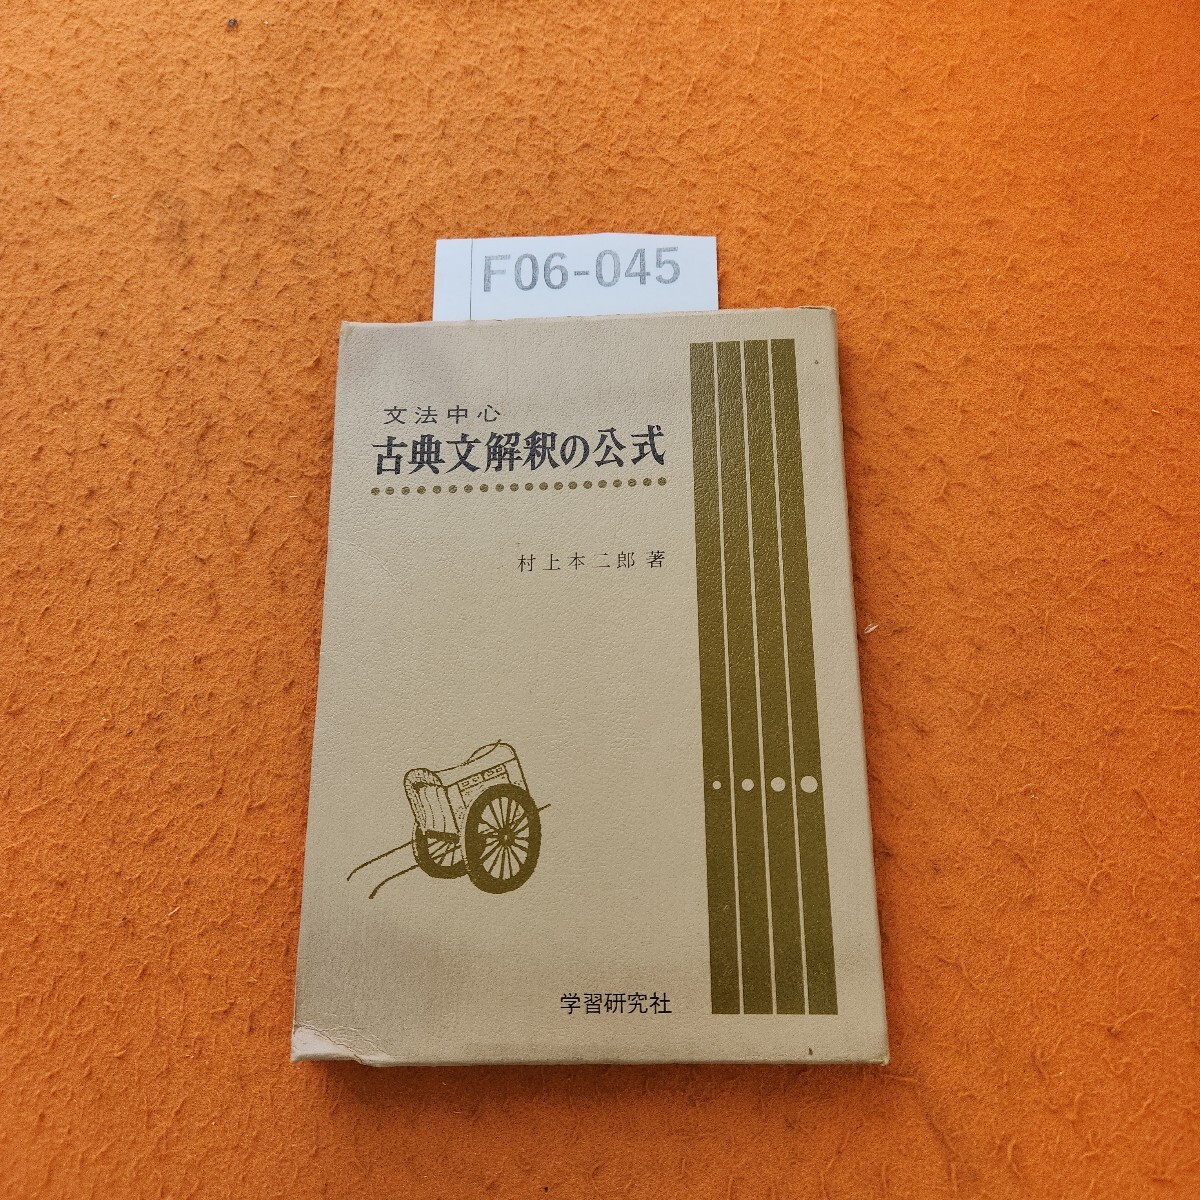 F06-045
文法中心
古典文解釈の公式
村上本二郎 著
学習研究社